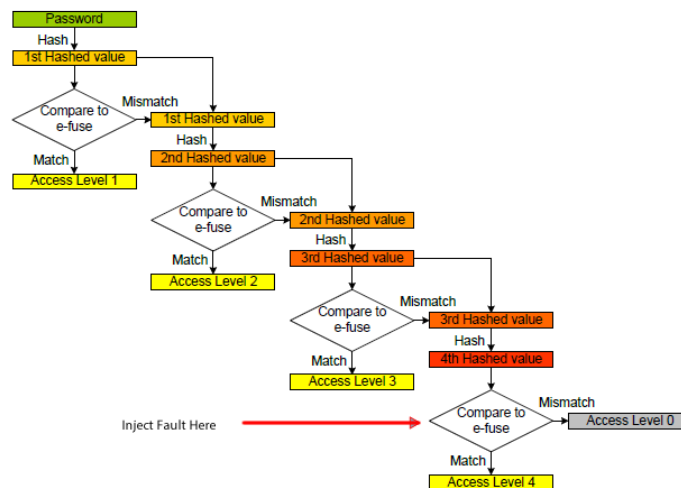 Password
Hash
1st Hashed value
Compare to
e-fuse
Mismatch
1st Hashed value
Match
Hash
Access Level 1
2nd Hashed value
Compare to
e-fuse
Mismatch
2nd Hashed value
Match
Hash
Access Level 2
3rd Hashed value
Compare to
e-fuse
Mismatch
3rd Hashed value
Match
Hash
Access Level 3
4th Hashed value
Inject Fault Here
Compare to
e-fuse
Mismatch
Access Level 0
Match
Access Level 4